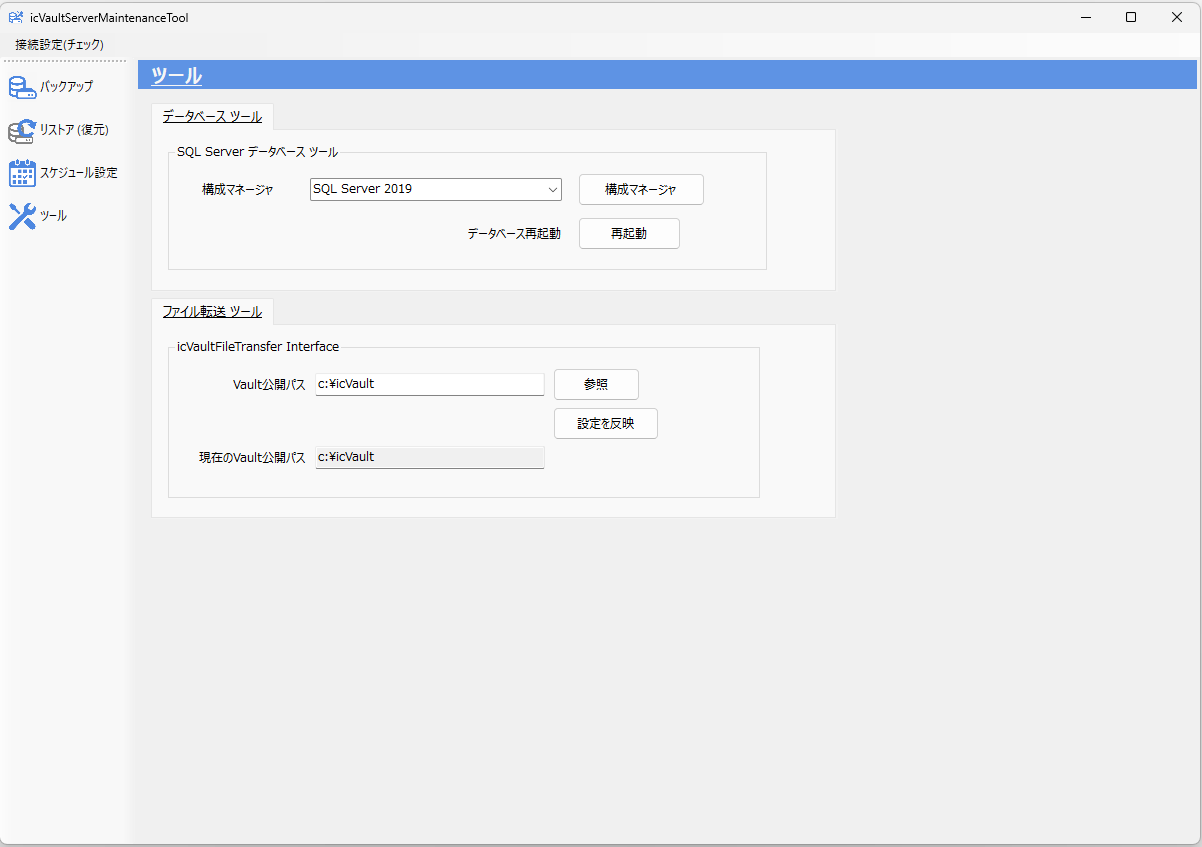 icVaultServerMaintenanceTool
接続設定(チェック)
バックアップ
リストア (復元)
スケジュール設定
ツール
ツール
データベース ツール
SQL Server データベース ツール
構成マネージャ SQL Server 2019 構成マネージャ
データベース再起動 再起動
ファイル転送 ツール
icVaultFileTransfer Interface
Vault公開パス c:¥icVault 参照
設定を反映
現在のVault公開パス c:¥icVault